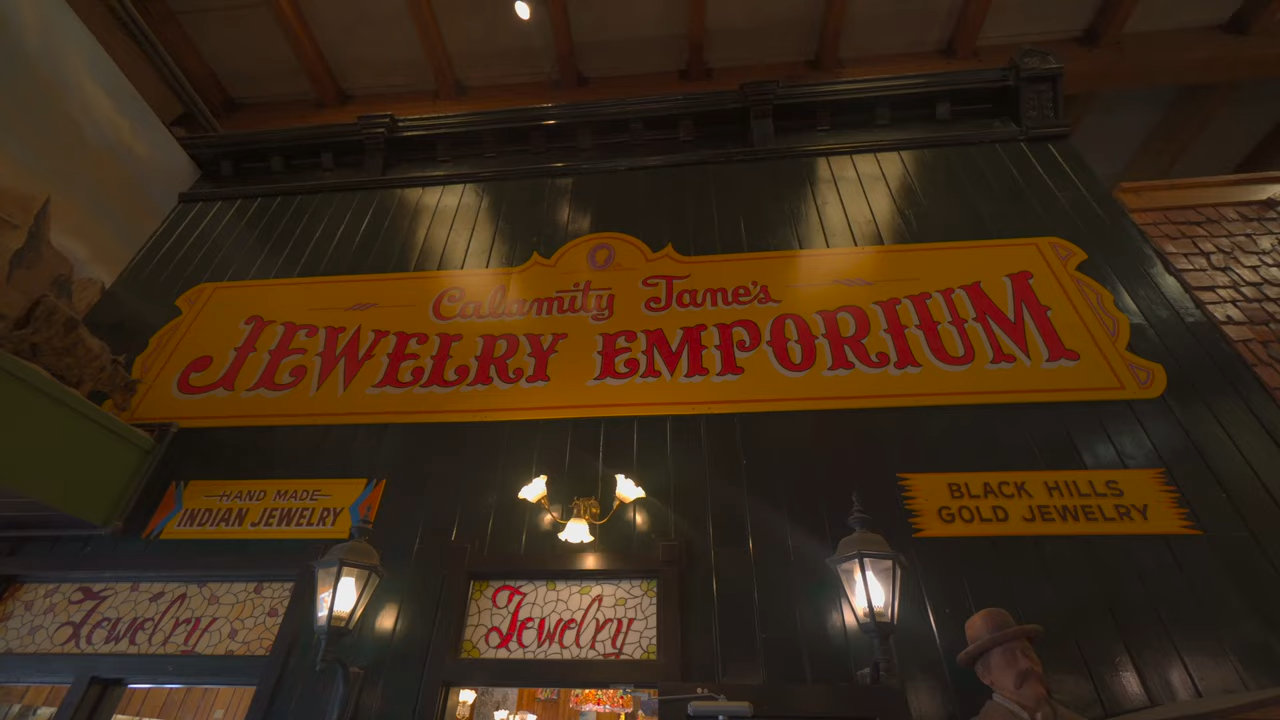 Calamity Jane's
JEWELRY EMPORIUM
HAND MADE
INDIAN JEWELRY
BLACK HILLS
GOLD JEWELRY
Jewelry
Jewelry